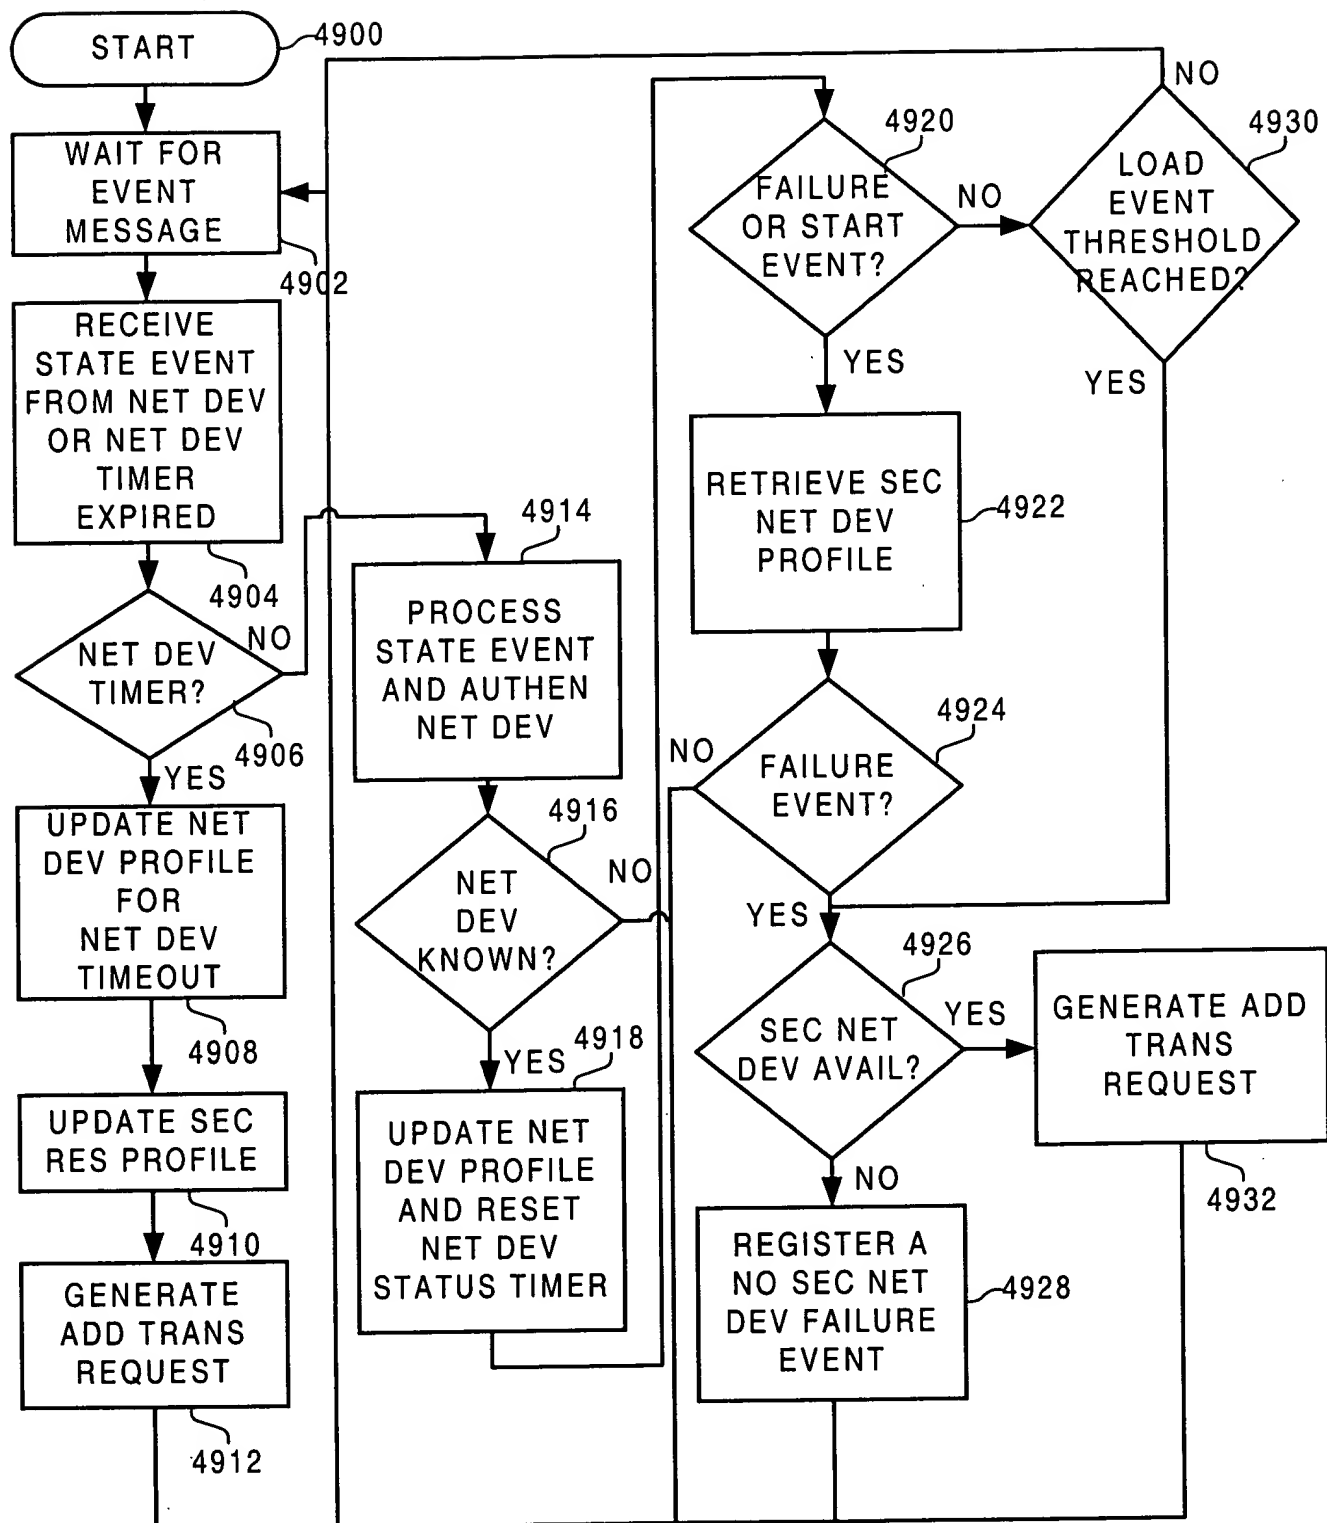 START
4900
WAIT FOR
EVENT
MESSAGE
4902
RECEIVE
STATE EVENT
FROM NET DEV
OR NET DEV
TIMER
EXPIRED
4904
NET DEV
TIMER?
NO
4906
YES
UPDATE NET
DEV PROFILE
FOR
NET DEV
TIMEOUT
4908
UPDATE SEC
RES PROFILE
4910
GENERATE
ADD TRANS
REQUEST
4912
4914
PROCESS
STATE EVENT
AND AUTHEN
NET DEV
4916
NET
DEV
KNOWN?
NO
YES
4918
UPDATE NET
DEV PROFILE
AND RESET
NET DEV
STATUS TIMER
4920
FAILURE
OR START
EVENT?
NO
YES
RETRIEVE SEC
NET DEV
PROFILE
4922
4924
NO
FAILURE
EVENT?
YES
4926
SEC NET
DEV AVAIL?
YES
NO
REGISTER A
NO SEC NET
DEV FAILURE
EVENT
4928
NO
4930
LOAD
EVENT
THRESHOLD
REACHED?
YES
GENERATE ADD
TRANS
REQUEST
4932